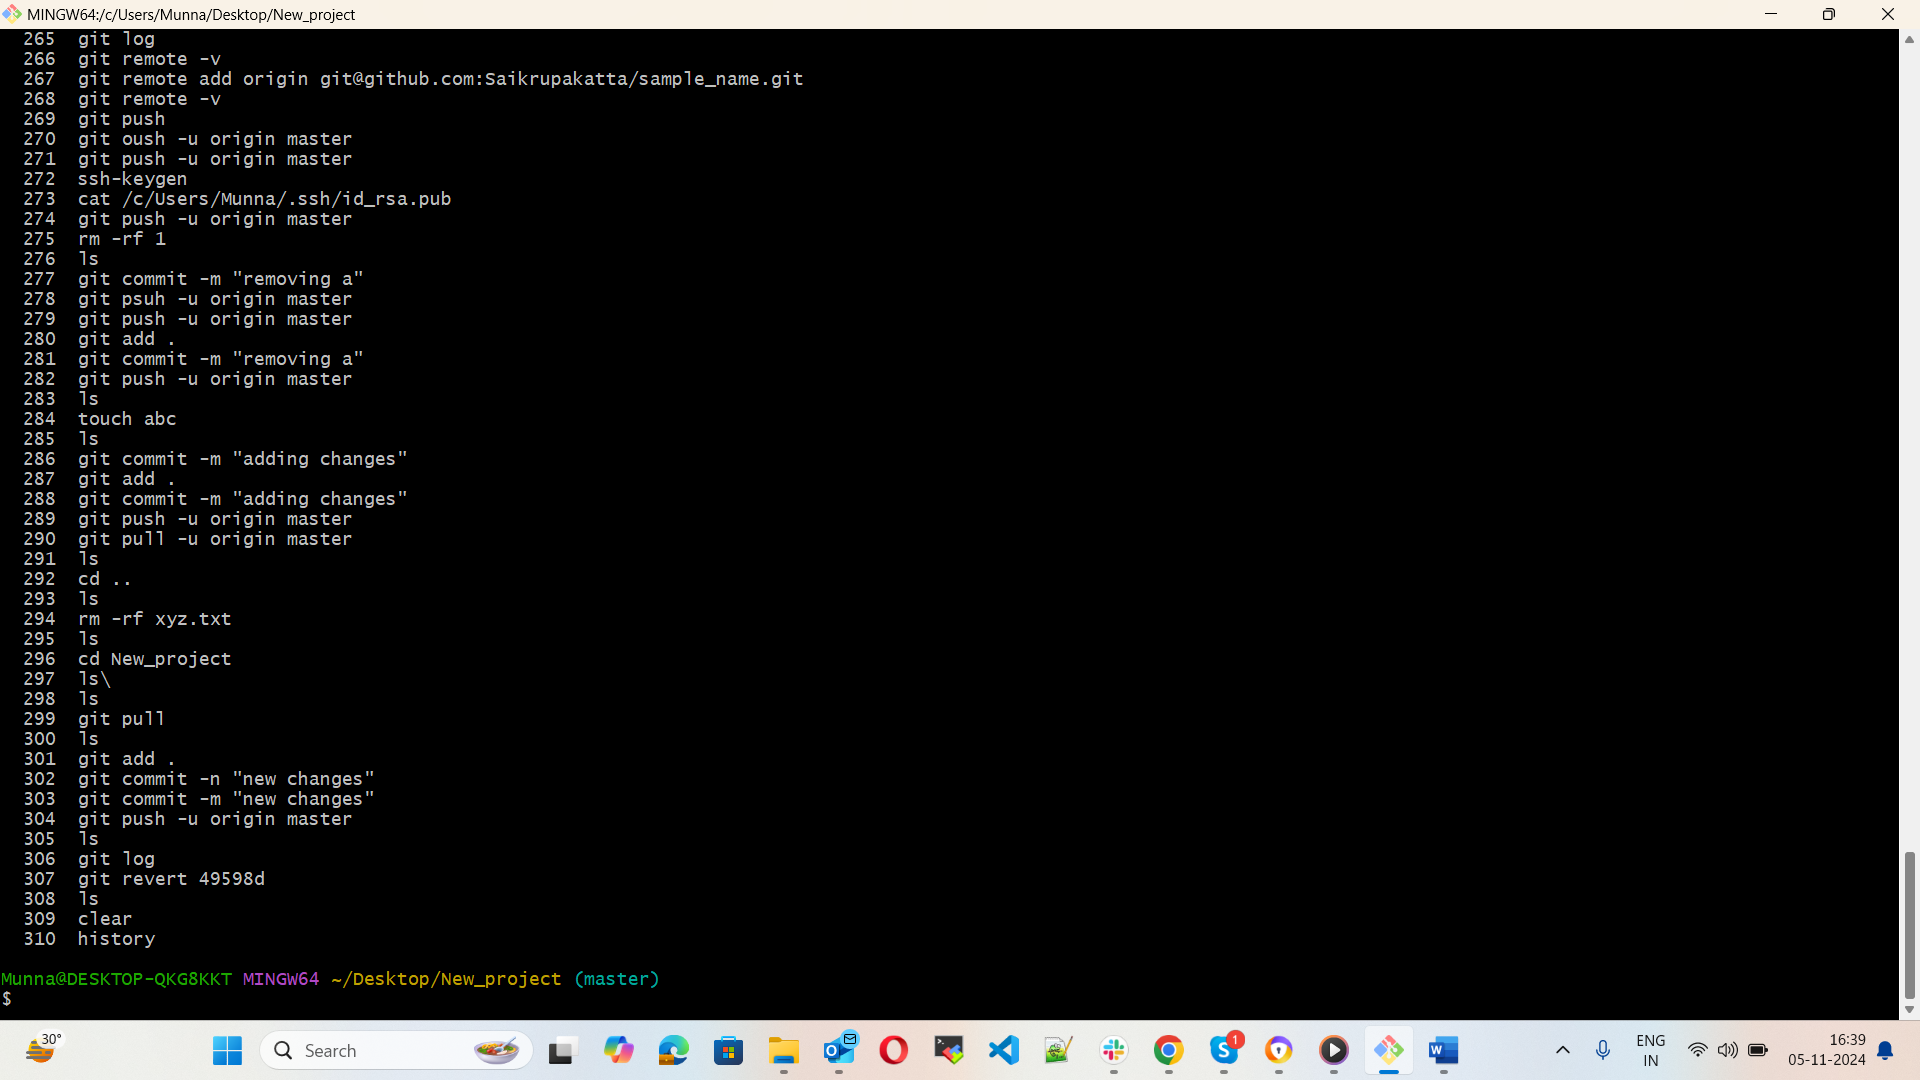 MINGW64:/c/Users/Munna/Desktop/New_project
265 git log
266 git remote -v
267 git remote add origin git@github.com:Saikrupakatta/sample_name.git
268 git remote -v
269 git push
270 git oush -u origin master
271 git push -u origin master
272 ssh-keygen
273 cat /c/Users/Munna/.ssh/id_rsa.pub
274 git push -u origin master
275 rm -rf 1
276 ls
277 git commit -m "removing a"
278 git psuh -u origin master
279 git push -u origin master
280 git add .
281 git commit -m "removing a"
282 git push -u origin master
283 ls
284 touch abc
285 ls
286 git commit -m "adding changes"
287 git add .
288 git commit -m "adding changes"
289 git push -u origin master
290 git pull -u origin master
291 ls
292 cd ..
293 ls
294 rm -rf xyz.txt
295 ls
296 cd New_project
297 ls\
298 ls
299 git pull
300 ls
301 git add .
302 git commit -n "new changes"
303 git commit -m "new changes"
304 git push -u origin master
305 ls
306 git log
307 git revert 49598d
308 ls
309 clear
310 history
Munna@DESKTOP-QKG8KKT MINGW64 ~/Desktop/New_project (master)
$
30° Search 1 ENG 16:39
IN 05-11-2024